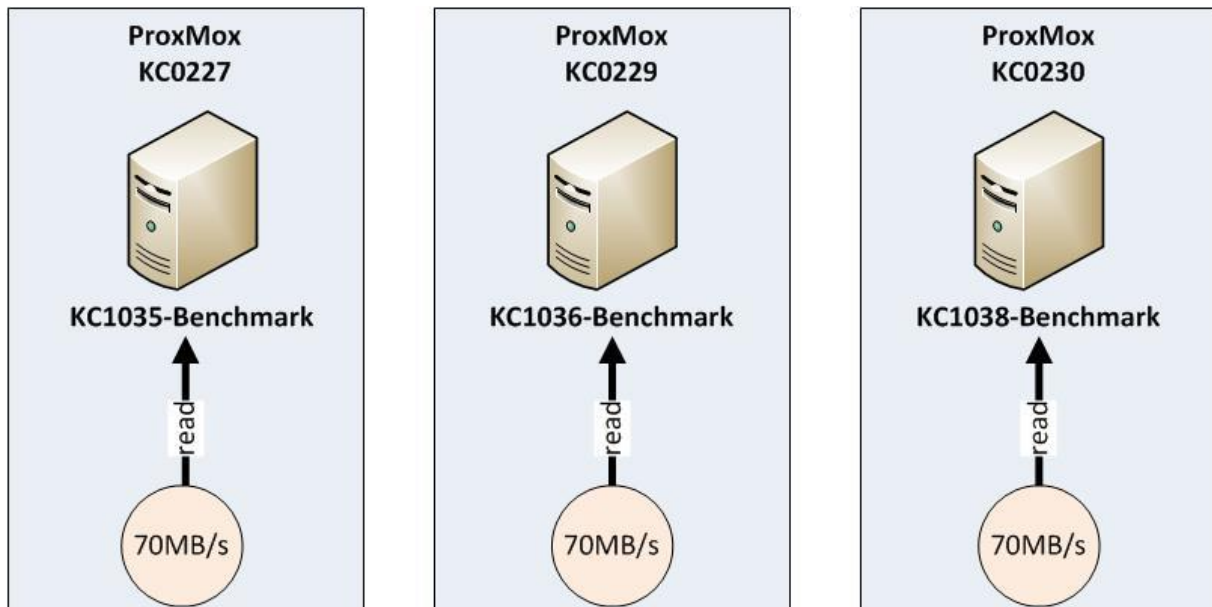 ProxMox
KC0227
KC1035-Benchmark
read
70MB/s
ProxMox
KC0229
KC1036-Benchmark
read
70MB/s
ProxMox
KC0230
KC1038-Benchmark
read
70MB/s